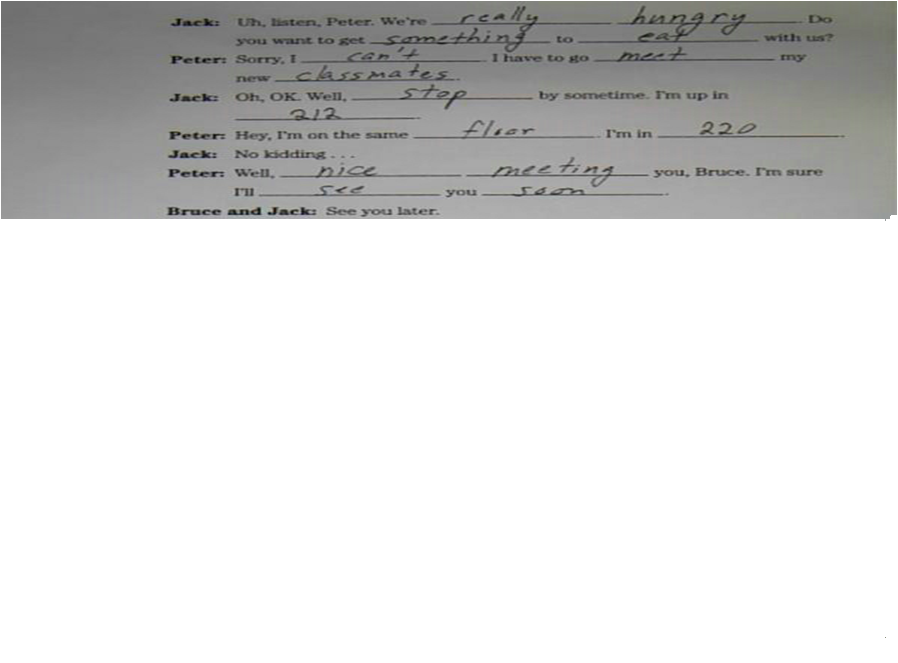 Jack: Uh, listen, Peter. We're really hungry. Do
you want to get something to eat with us?
Peter: Sorry, I can't. I have to go meet my
new classmates.
Jack: Oh, OK. Well, stop by sometime. I'm up in
212.
Peter: Hey, I'm on the same floor. I'm in 220.
Jack: No kidding . . .
Peter: Well, nice meeting you, Bruce. I'm sure
I'll see you soon.
Bruce and Jack: See you later.